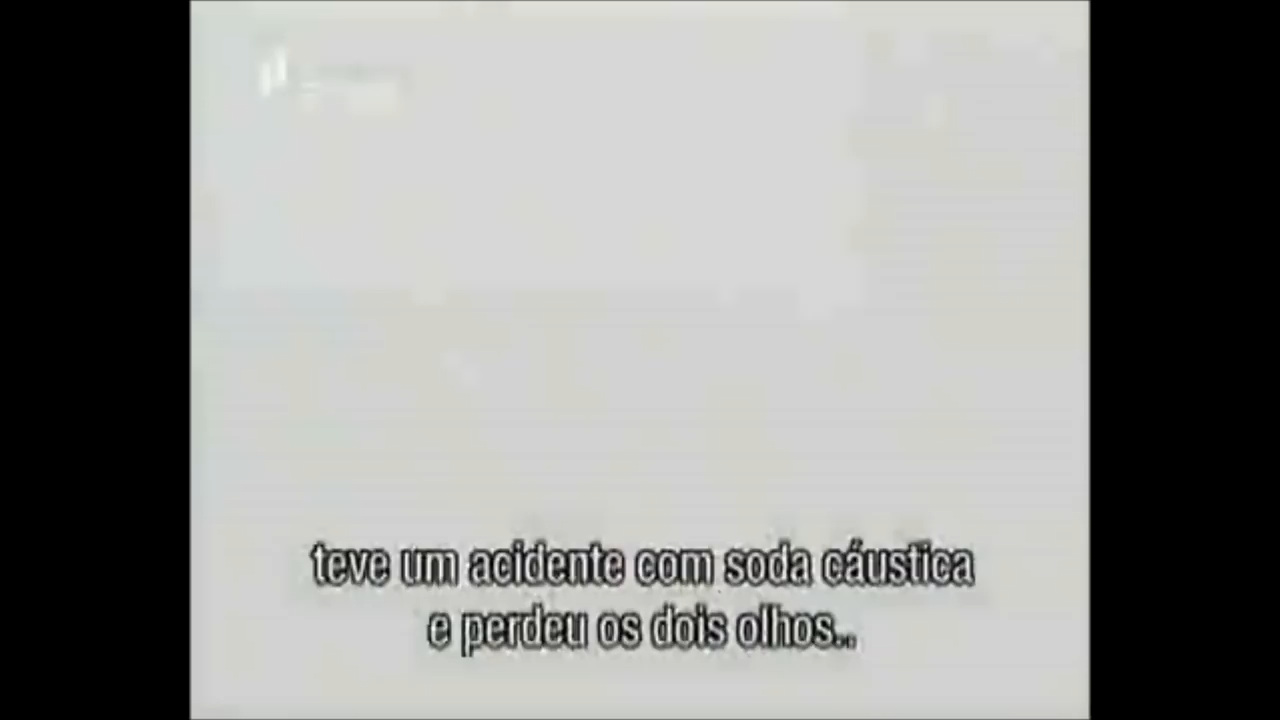 teve um acidente com soda cáustica
e perdeu os dois olhos..